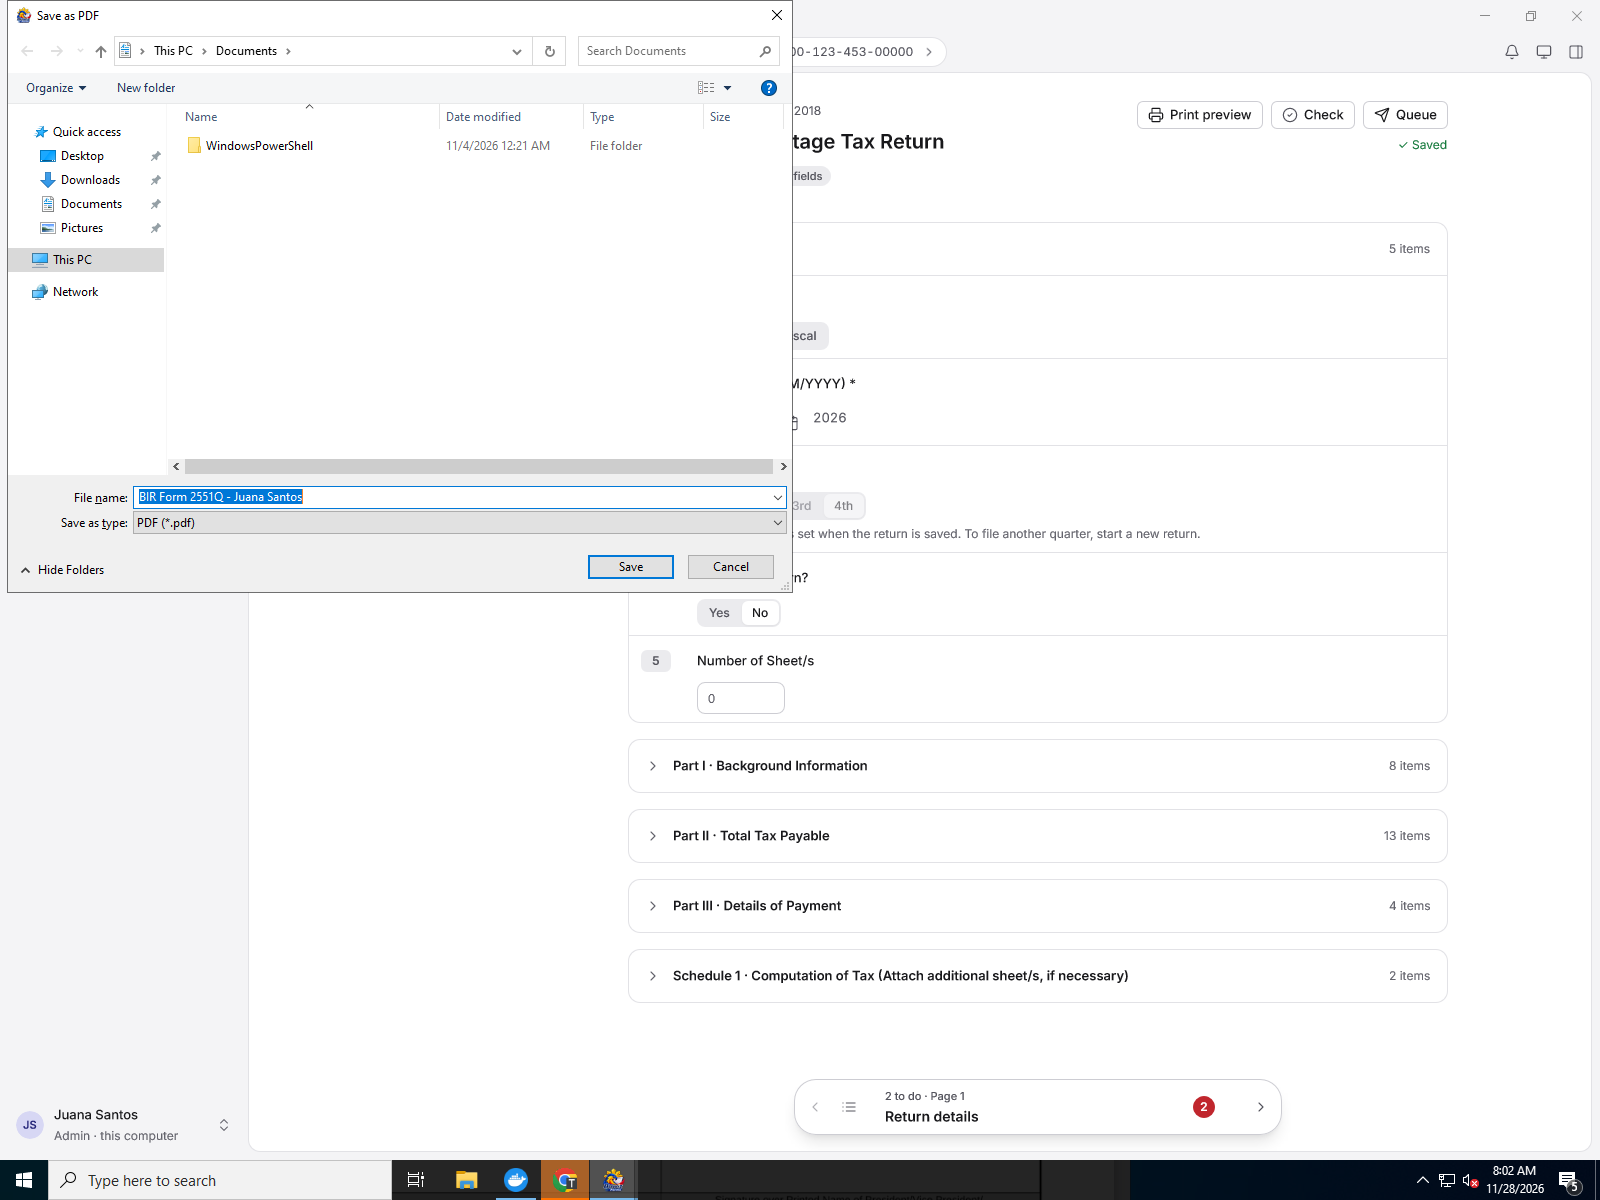 Save as PDF
This PC
Documents
Search Documents
00-123-453-00000
Organize
New folder
2018
Print preview
Check
Queue
tage Tax Return
Saved
fields
Name
Date modified
Type
Size
WindowsPowerShell
11/4/2026 12:21 AM
File folder
Quick access
Desktop
Downloads
Documents
Pictures
This PC
Network
5 items
scal
M/YYYY) *
2026
3rd
4th
set when the return is saved. To file another quarter, start a new return.
File name:
BIR Form 2551Q - Juana Santos
Save as type:
PDF (*.pdf)
Hide Folders
Save
Cancel
n?
Yes
No
5
Number of Sheet/s
0
Part I · Background Information
8 items
Part II · Total Tax Payable
13 items
Part III · Details of Payment
4 items
Schedule 1 · Computation of Tax (Attach additional sheet/s, if necessary)
2 items
2 to do · Page 1
Return details
2
JS
Juana Santos
Admin · this computer
Type here to search
8:02 AM
11/28/2026
5